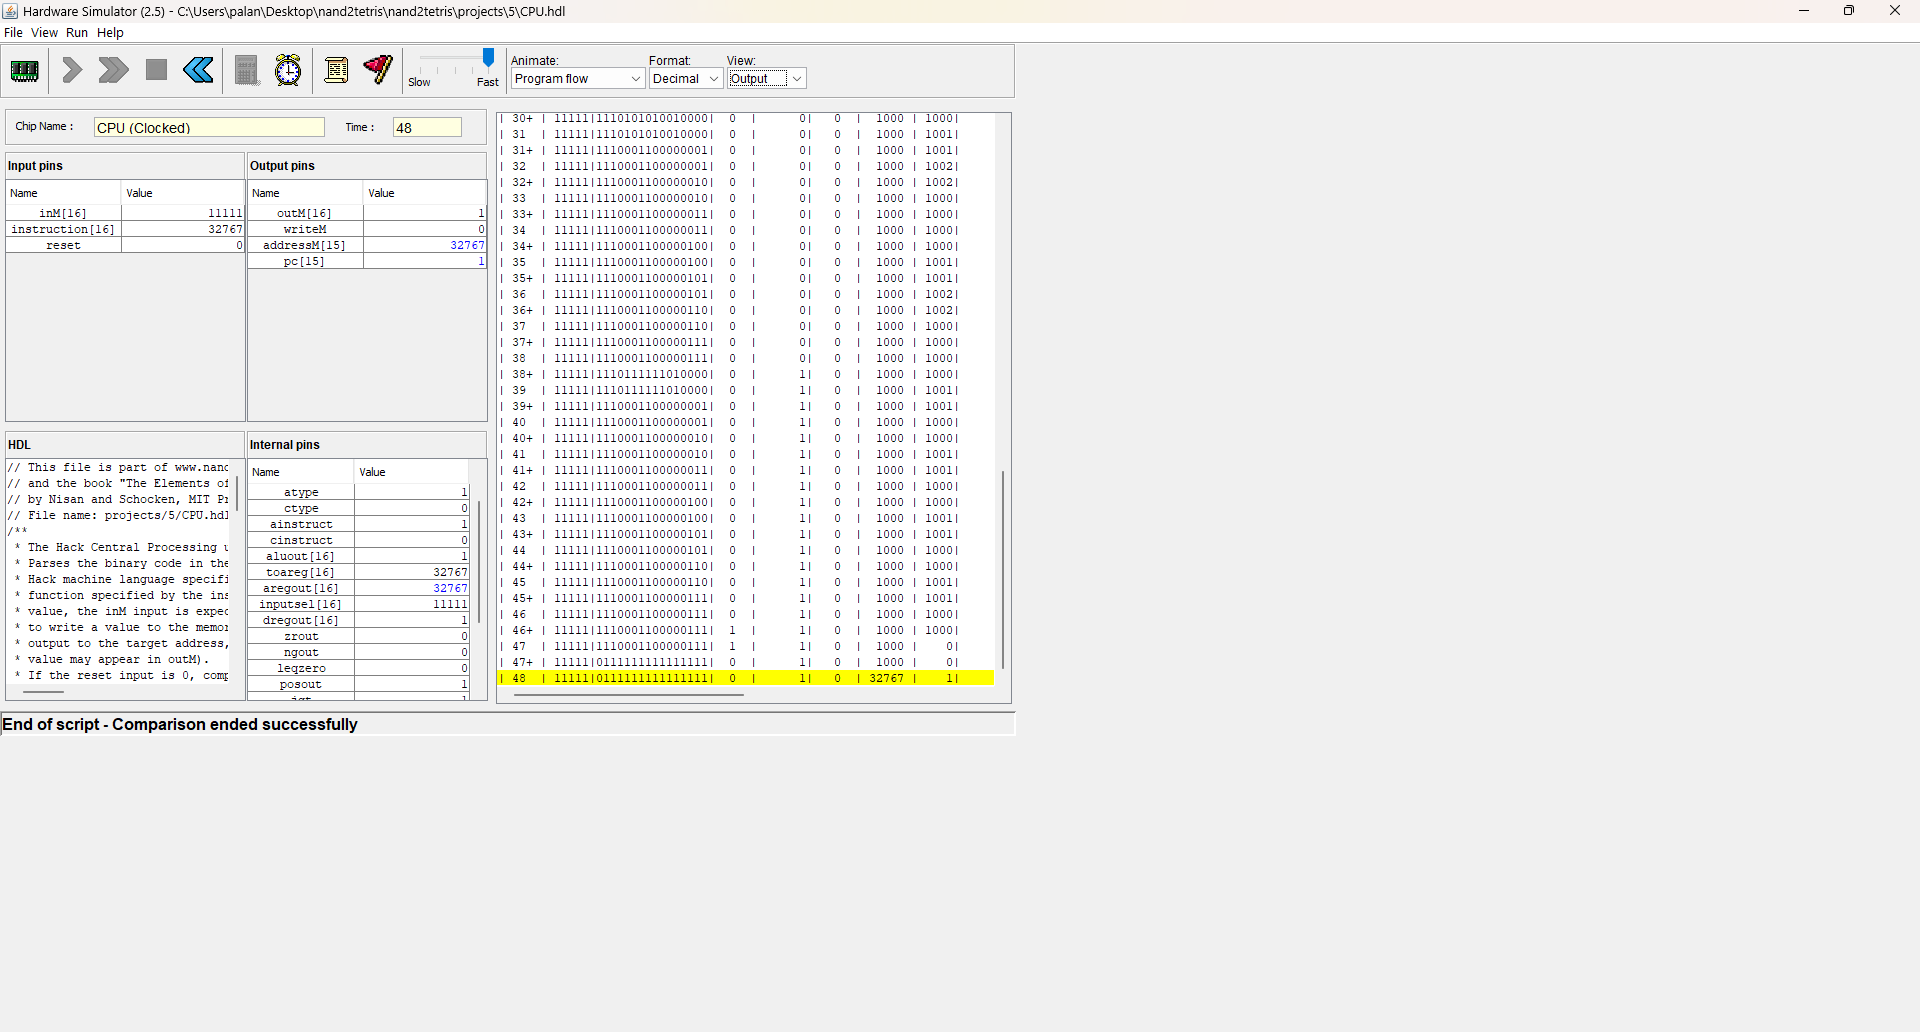 Hardware Simulator (2.5) - C:\Users\palan\Desktop\nand2tetris\nand2tetris\projects\5\CPU.hdl
File View Run Help
Slow Fast
Animate: Format: View:
Program flow Decimal Output
Chip Name : CPU (Clocked) Time : 48
Input pins
Name Value
inM[16] 11111
instruction[16] 32767
reset 0
Output pins
Name Value
outM[16] 1
writeM 0
addressM[15] 32767
pc[15] 1
HDL
// This file is part of www.nand
// and the book "The Elements of
// by Nisan and Schocken, MIT Pr
// File name: projects/5/CPU.hdl
/**
* The Hack Central Processing u
* Parses the binary code in the
* Hack machine language specifi
* function specified by the ins
* value, the inM input is expec
* to write a value to the memor
* output to the target address,
* value may appear in outM).
* If the reset input is 0, comp
Internal pins
Name Value
atype 1
ctype 0
ainstruct 1
cinstruct 0
aluout[16] 1
toareg[16] 32767
aregout[16] 32767
inputsel[16] 11111
dregout[16] 1
zrout 0
ngout 0
leqzero 0
posout 1
| 30+ | 11111|1110101010010000| 0 | 0| 0 | 1000 | 1000|
| 31 | 11111|1110101010010000| 0 | 0| 0 | 1000 | 1001|
| 31+ | 11111|1110001100000001| 0 | 0| 0 | 1000 | 1001|
| 32 | 11111|1110001100000001| 0 | 0| 0 | 1000 | 1002|
| 32+ | 11111|1110001100000010| 0 | 0| 0 | 1000 | 1002|
| 33 | 11111|1110001100000010| 0 | 0| 0 | 1000 | 1000|
| 33+ | 11111|1110001100000011| 0 | 0| 0 | 1000 | 1000|
| 34 | 11111|1110001100000011| 0 | 0| 0 | 1000 | 1000|
| 34+ | 11111|1110001100000100| 0 | 0| 0 | 1000 | 1000|
| 35 | 11111|1110001100000100| 0 | 0| 0 | 1000 | 1001|
| 35+ | 11111|1110001100000101| 0 | 0| 0 | 1000 | 1001|
| 36 | 11111|1110001100000101| 0 | 0| 0 | 1000 | 1002|
| 36+ | 11111|1110001100000110| 0 | 0| 0 | 1000 | 1002|
| 37 | 11111|1110001100000110| 0 | 0| 0 | 1000 | 1000|
| 37+ | 11111|1110001100000111| 0 | 0| 0 | 1000 | 1000|
| 38 | 11111|1110001100000111| 0 | 0| 0 | 1000 | 1000|
| 38+ | 11111|1110111111010000| 0 | 1| 0 | 1000 | 1000|
| 39 | 11111|1110111111010000| 0 | 1| 0 | 1000 | 1001|
| 39+ | 11111|1110001100000001| 0 | 1| 0 | 1000 | 1001|
| 40 | 11111|1110001100000001| 0 | 1| 0 | 1000 | 1000|
| 40+ | 11111|1110001100000010| 0 | 1| 0 | 1000 | 1000|
| 41 | 11111|1110001100000010| 0 | 1| 0 | 1000 | 1001|
| 41+ | 11111|1110001100000011| 0 | 1| 0 | 1000 | 1001|
| 42 | 11111|1110001100000011| 0 | 1| 0 | 1000 | 1000|
| 42+ | 11111|1110001100000100| 0 | 1| 0 | 1000 | 1000|
| 43 | 11111|1110001100000100| 0 | 1| 0 | 1000 | 1001|
| 43+ | 11111|1110001100000101| 0 | 1| 0 | 1000 | 1001|
| 44 | 11111|1110001100000101| 0 | 1| 0 | 1000 | 1000|
| 44+ | 11111|1110001100000110| 0 | 1| 0 | 1000 | 1000|
| 45 | 11111|1110001100000110| 0 | 1| 0 | 1000 | 1001|
| 45+ | 11111|1110001100000111| 0 | 1| 0 | 1000 | 1001|
| 46 | 11111|1110001100000111| 0 | 1| 0 | 1000 | 1000|
| 46+ | 11111|1110001100000111| 1 | 1| 0 | 1000 | 1000|
| 47 | 11111|1110001100000111| 1 | 1| 0 | 1000 | 0|
| 47+ | 11111|0111111111111111| 0 | 1| 0 | 1000 | 0|
| 48 | 11111|0111111111111111| 0 | 1| 0 | 32767 | 1|
End of script - Comparison ended successfully